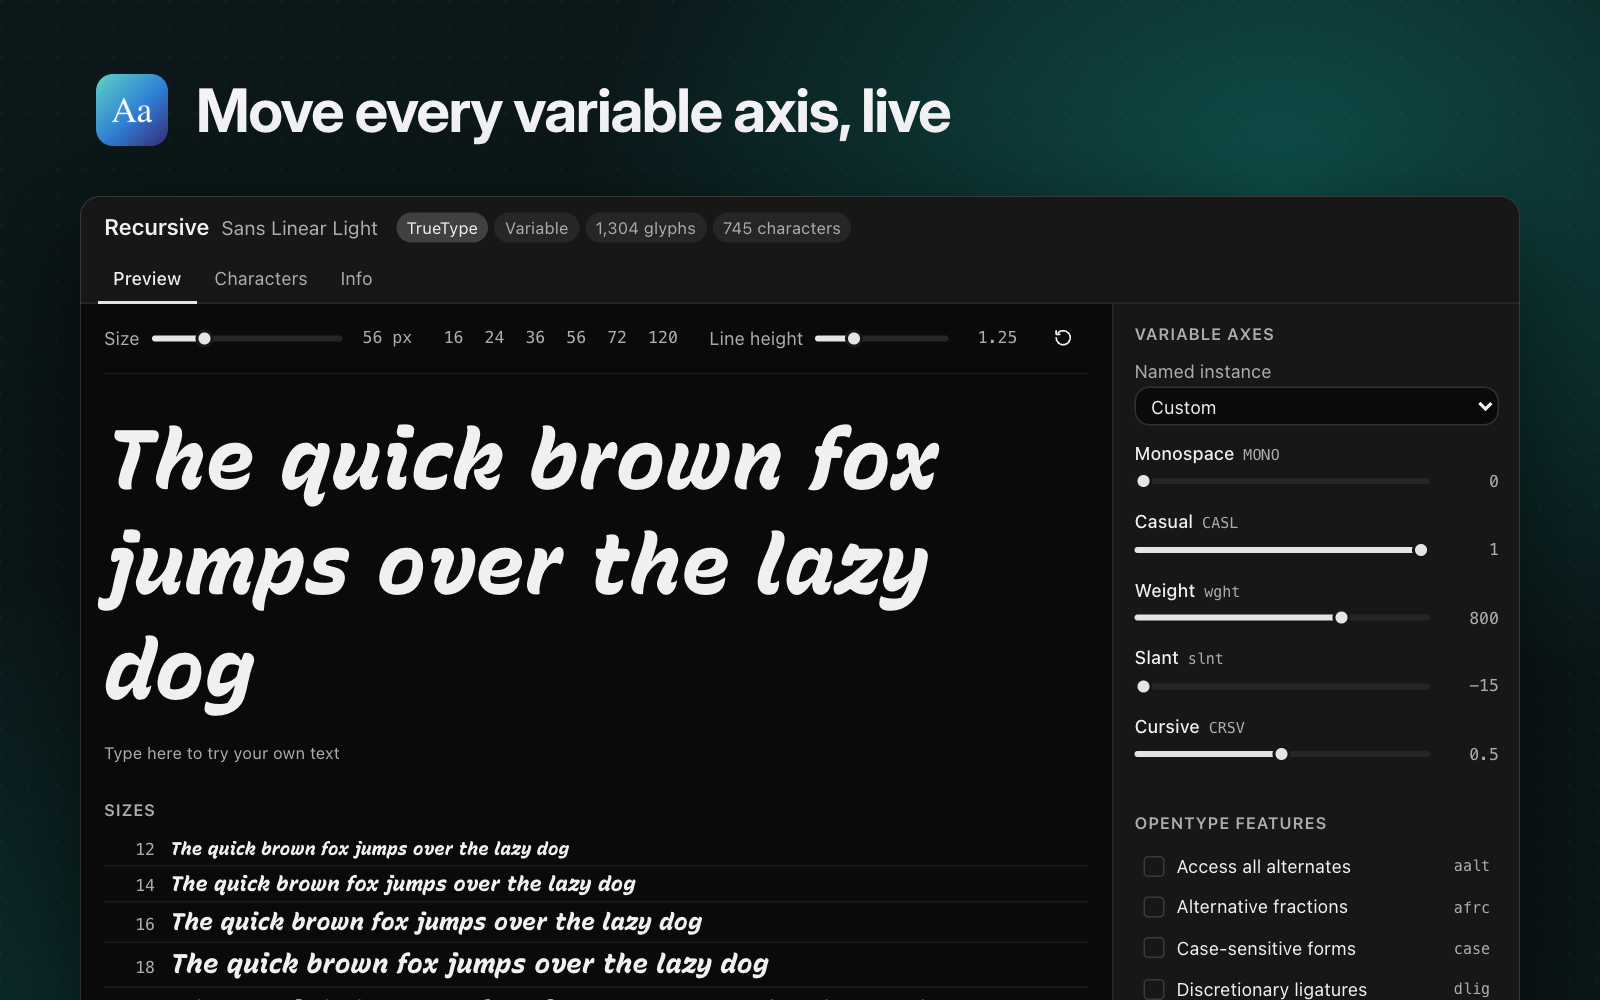 Aa
Move every variable axis, live
Recursive Sans Linear Light TrueType Variable 1,304 glyphs 745 characters
Preview Characters Info
Size 56 px 16 24 36 56 72 120 Line height 1.25
The quick brown fox
jumps over the lazy
dog
Type here to try your own text
SIZES
12 The quick brown fox jumps over the lazy dog
14 The quick brown fox jumps over the lazy dog
16 The quick brown fox jumps over the lazy dog
18 The quick brown fox jumps over the lazy dog
VARIABLE AXES
Named instance
Custom
Monospace MONO
0
Casual CASL
1
Weight wght
800
Slant slnt
−15
Cursive CRSV
0.5
OPENTYPE FEATURES
Access all alternates aalt
Alternative fractions afrc
Case-sensitive forms case
Discretionary ligatures dlig